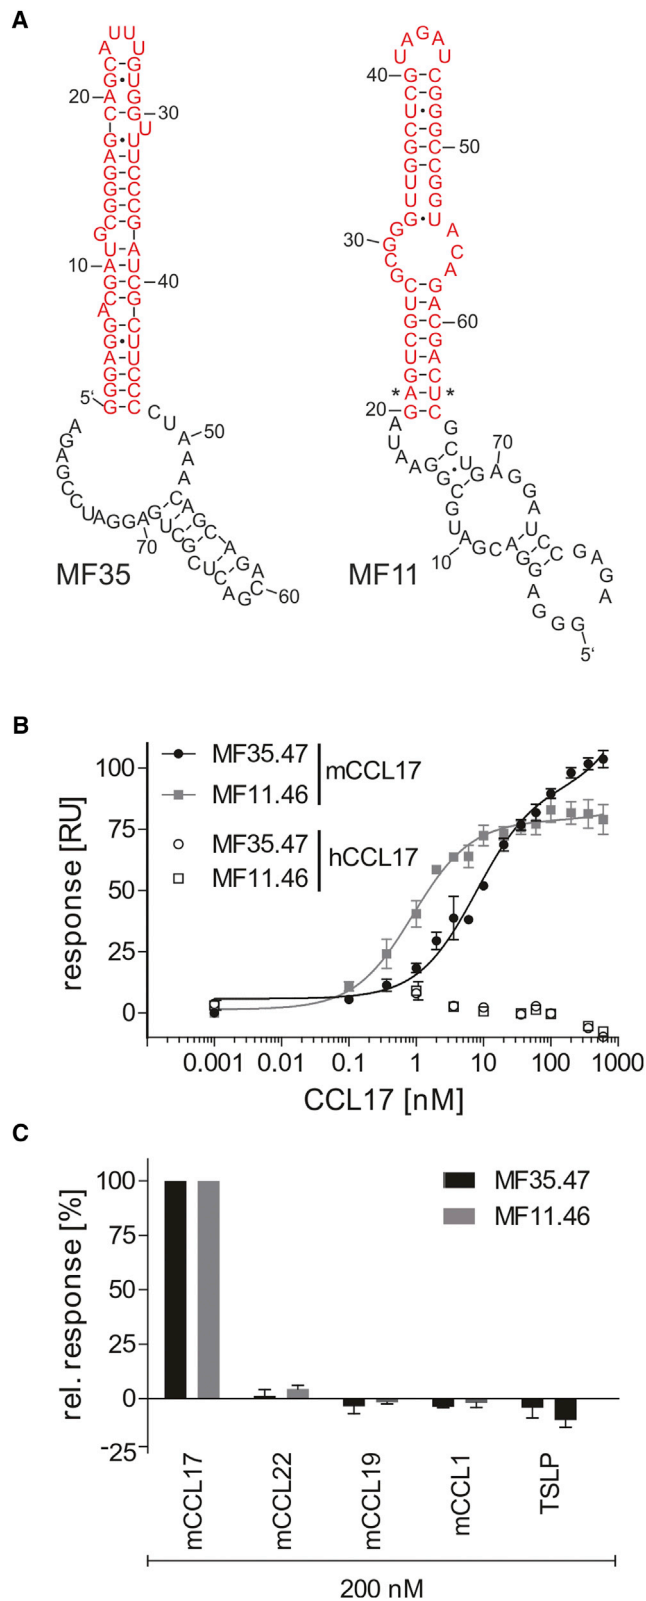 A
GGGAGGACGAUGCGGGAGCAGCAUUUGUGGUUUCCCGAUCGCUUCCCCUAAACAGCAGACGACUCGCUGAGGAUCCGAGA
20
30
10
40
5'
50
70
60
MF35
40
50
30
60
20
*
*
70
10
5'
MF11
B
response [RU]
100
75
50
25
0
MF35.47
MF11.46
mCCL17
MF35.47
MF11.46
hCCL17
0.001 0.01 0.1 1 10 100 1000
CCL17 [nM]
C
rel. response [%]
100
75
50
25
0
-25
MF35.47
MF11.46
mCCL17
mCCL22
mCCL19
mCCL1
TSLP
200 nM